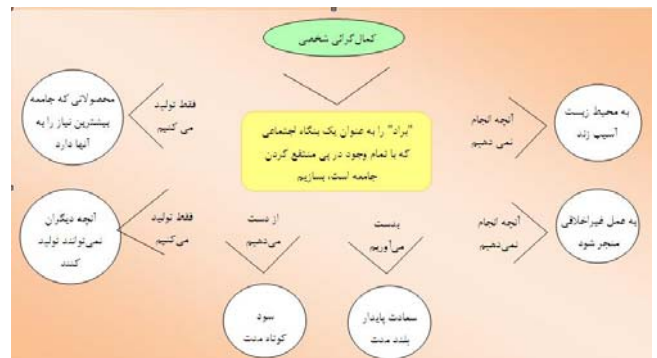 کمال‌گرائی شخصی
"براد" را به عنوان یک بنگاه اجتماعی
که با تمام وجود در پی منتفع کردن
جامعه است، بسازیم
به محیط زیست
آسیب زند
آنچه انجام
نمی دهیم
فقط تولید
می کنیم
محصولاتی که جامعه
بیشترین نیاز را به
آنها دارد
به عمل غیراخلاقی
منجر شود
آنچه انجام
نمی‌دهیم
بدست
می‌آوریم
از دست
می‌دهیم
فقط تولید
می‌کنیم
آنچه دیگران
نمی‌توانند تولید
کنند
سعادت پایدار
بلند مدت
سود
کوتاه مدت